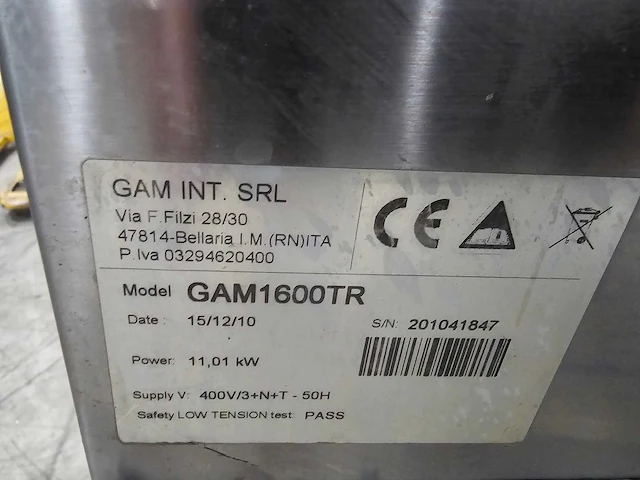 GAM INT. SRL
Via F.Filzi 28/30
47814-Bellaria I.M.(RN)ITA
P.Iva 03294620400
CE
Model GAM1600TR
Date: 15/12/10 S/N: 201041847
Power: 11,01 kW
Supply V: 400V/3+N+T - 50H
Safety LOW TENSION test: PASS